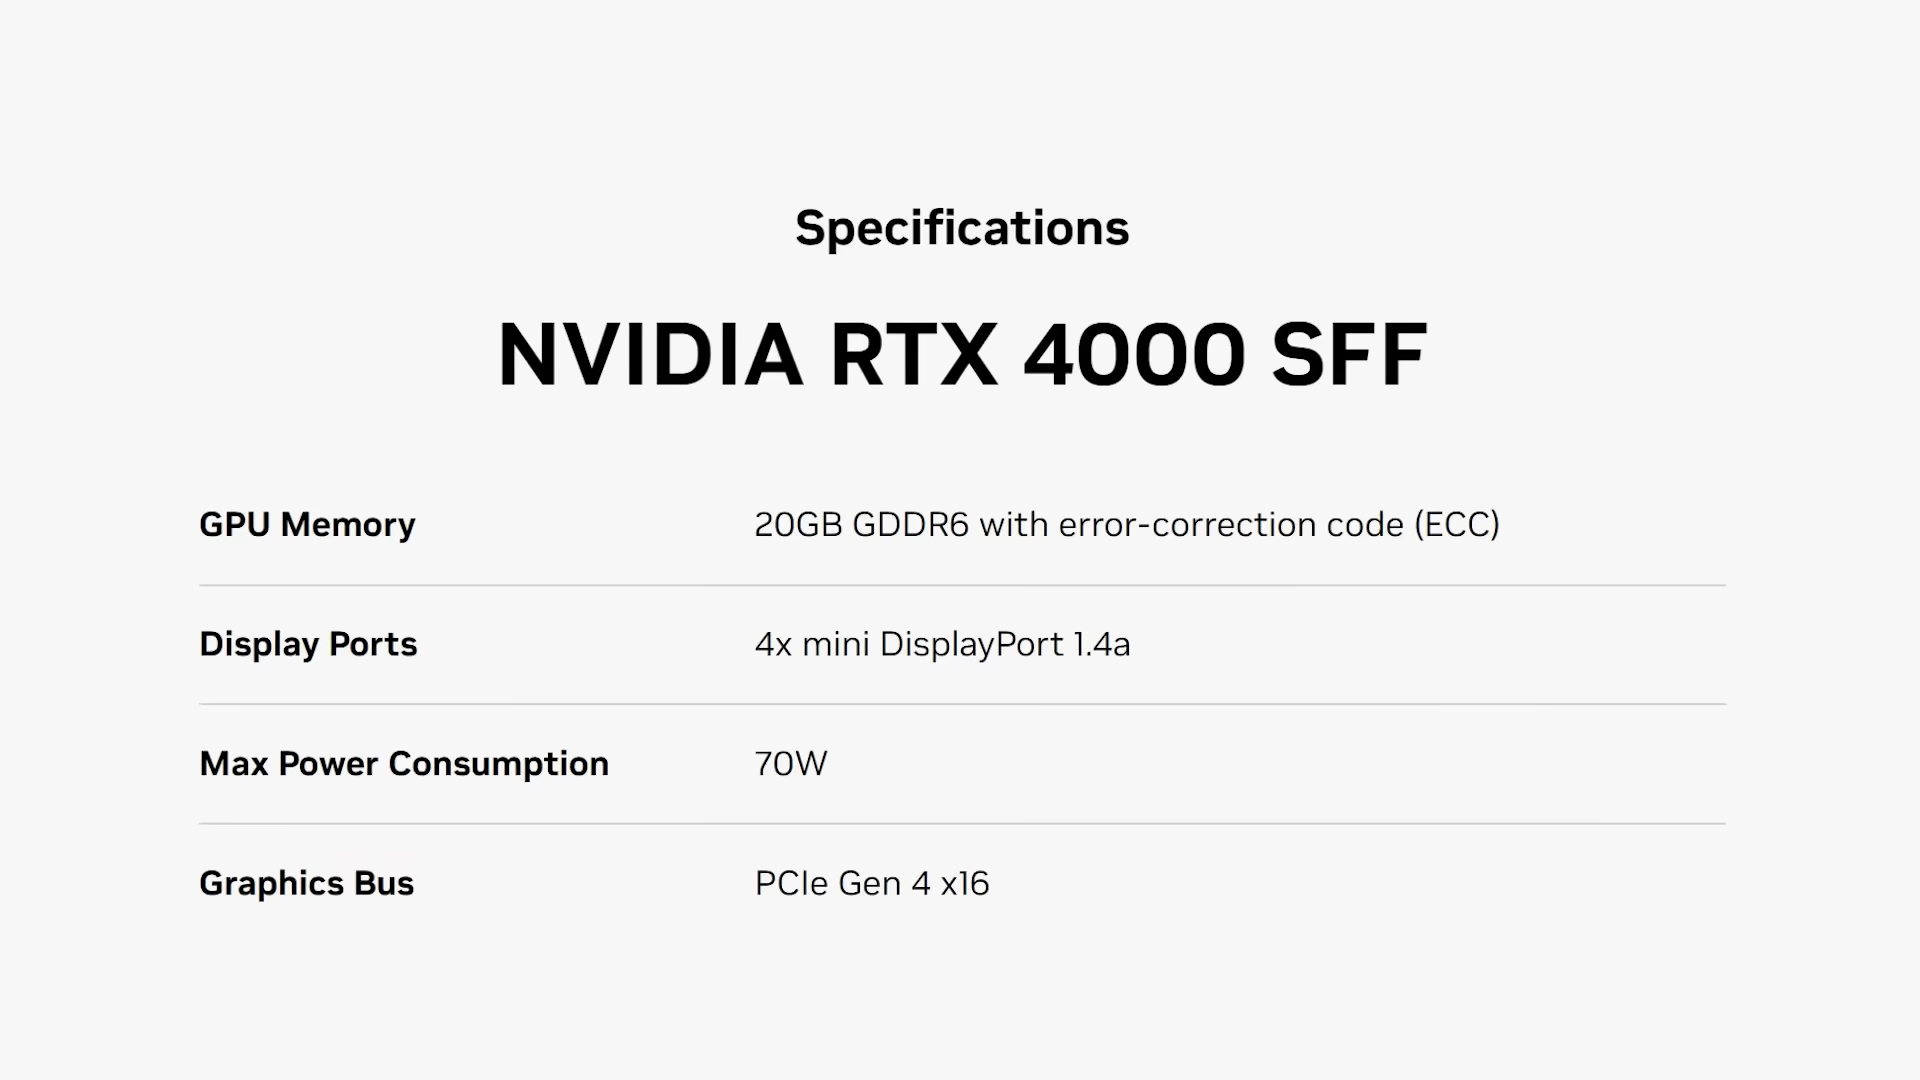 Specifications
NVIDIA RTX 4000 SFF
GPU Memory 20GB GDDR6 with error-correction code (ECC)
Display Ports 4x mini DisplayPort 1.4a
Max Power Consumption 70W
Graphics Bus PCIe Gen 4 x16